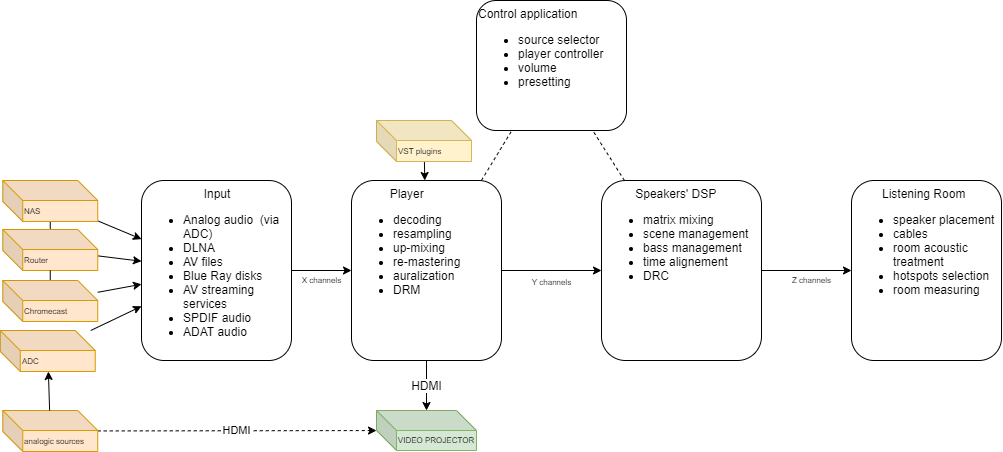 Control application
source selector
player controller
volume
presetting
VST plugins
NAS
Router
Chromecast
ADC
analogic sources
Input
Analog audio (via
ADC)
DLNA
AV files
Blue Ray disks
AV streaming
services
SPDIF audio
ADAT audio
X channels
Player
decoding
resampling
up-mixing
re-mastering
auralization
DRM
Y channels
Speakers' DSP
matrix mixing
scene management
bass management
time alignement
DRC
Z channels
Listening Room
speaker placement
cables
room acoustic
treatment
hotspots selection
room measuring
HDMI
HDMI
VIDEO PROJECTOR